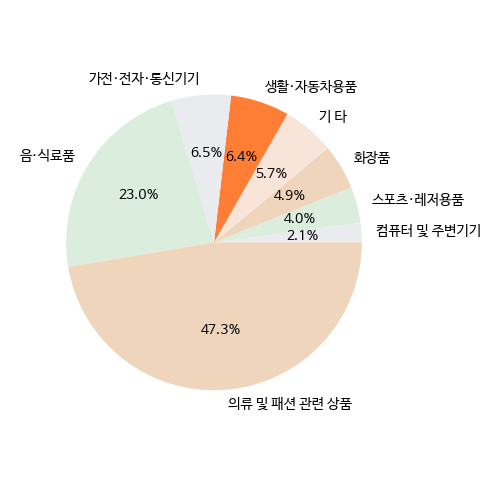 가전·전자·통신기기
생활·자동차용품
기 타
음·식료품
화장품
6.5%
6.4%
5.7%
23.0%
4.9%
스포츠·레저용품
4.0%
컴퓨터 및 주변기기
2.1%
47.3%
의류 및 패션 관련 상품